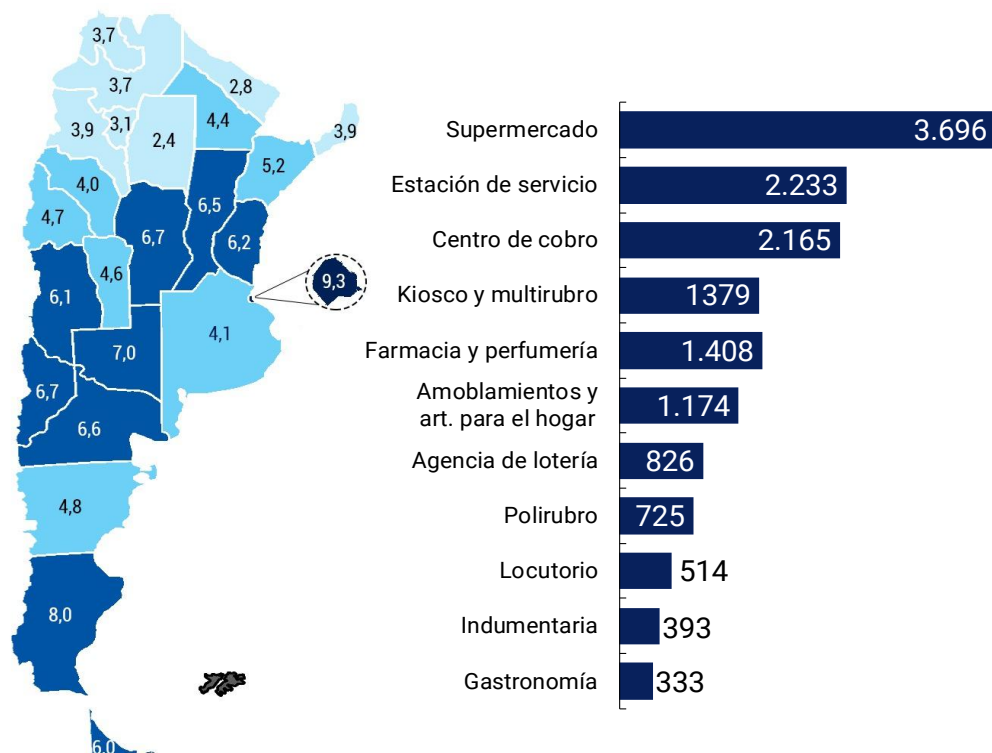 3,7
3,7
2,8
4,4
3,9
3,1
3,9
2,4
5,2
4,0
4,7
6,5
6,7
6,2
4,6
9,3
6,1
4,1
7,0
6,7
6,6
4,8
8,0
6,0
Supermercado 3.696
Estación de servicio 2.233
Centro de cobro 2.165
Kiosco y multirubro 1379
Farmacia y perfumería 1.408
Amoblamientos y
art. para el hogar 1.174
Agencia de lotería 826
Polirubro 725
Locutorio 514
Indumentaria 393
Gastronomía 333